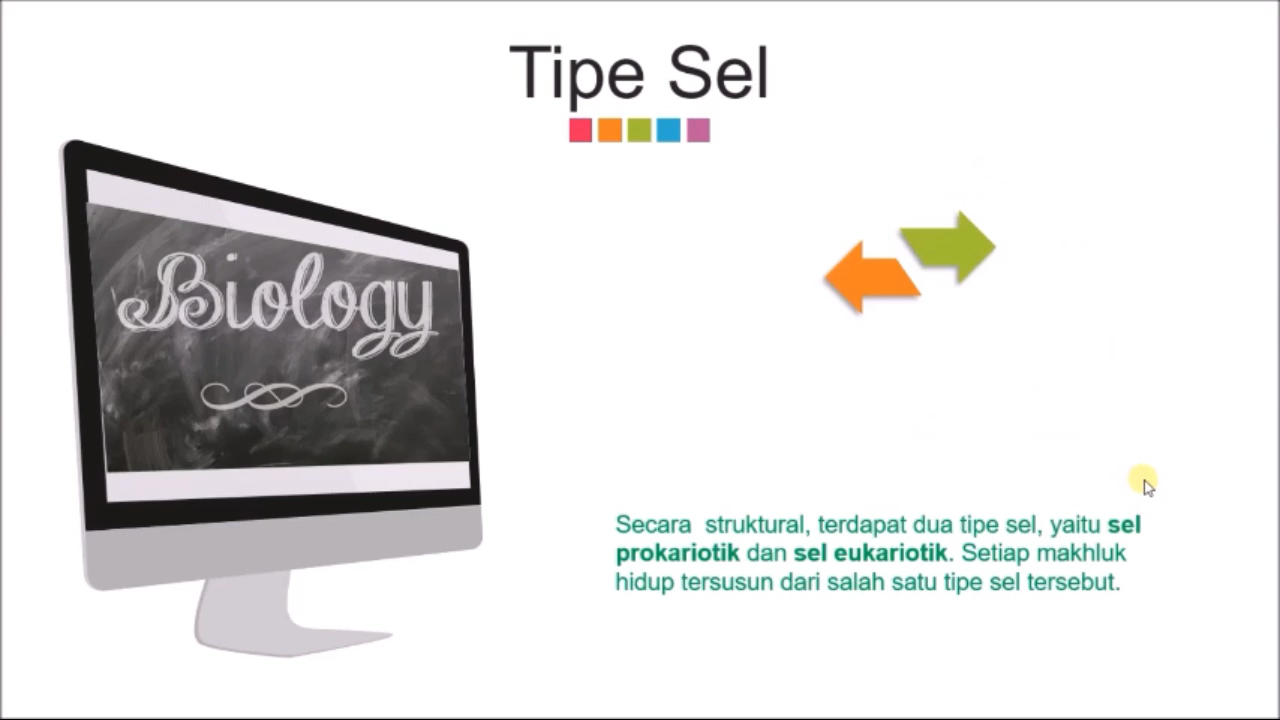 Tipe Sel
Biology
Secara struktural, terdapat dua tipe sel, yaitu sel
prokariotik dan sel eukariotik. Setiap makhluk
hidup tersusun dari salah satu tipe sel tersebut.